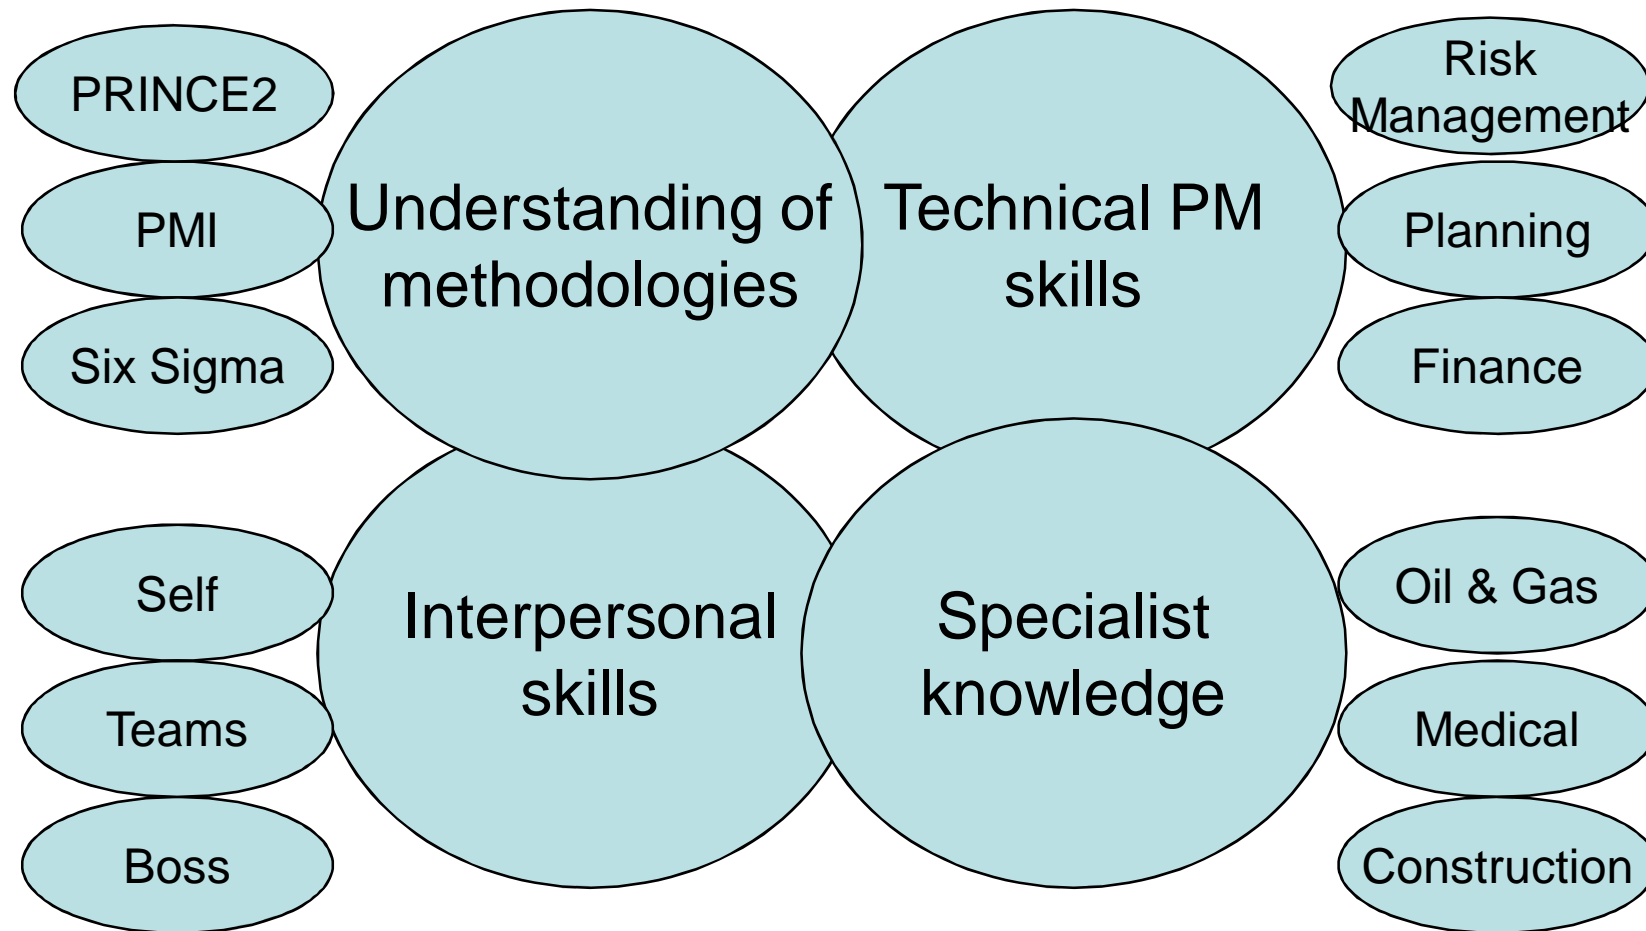 PRINCE2
PMI
Six Sigma
Understanding of
methodologies
Technical PM
skills
Risk
Management
Planning
Finance
Self
Teams
Boss
Interpersonal
skills
Specialist
knowledge
Oil & Gas
Medical
Construction